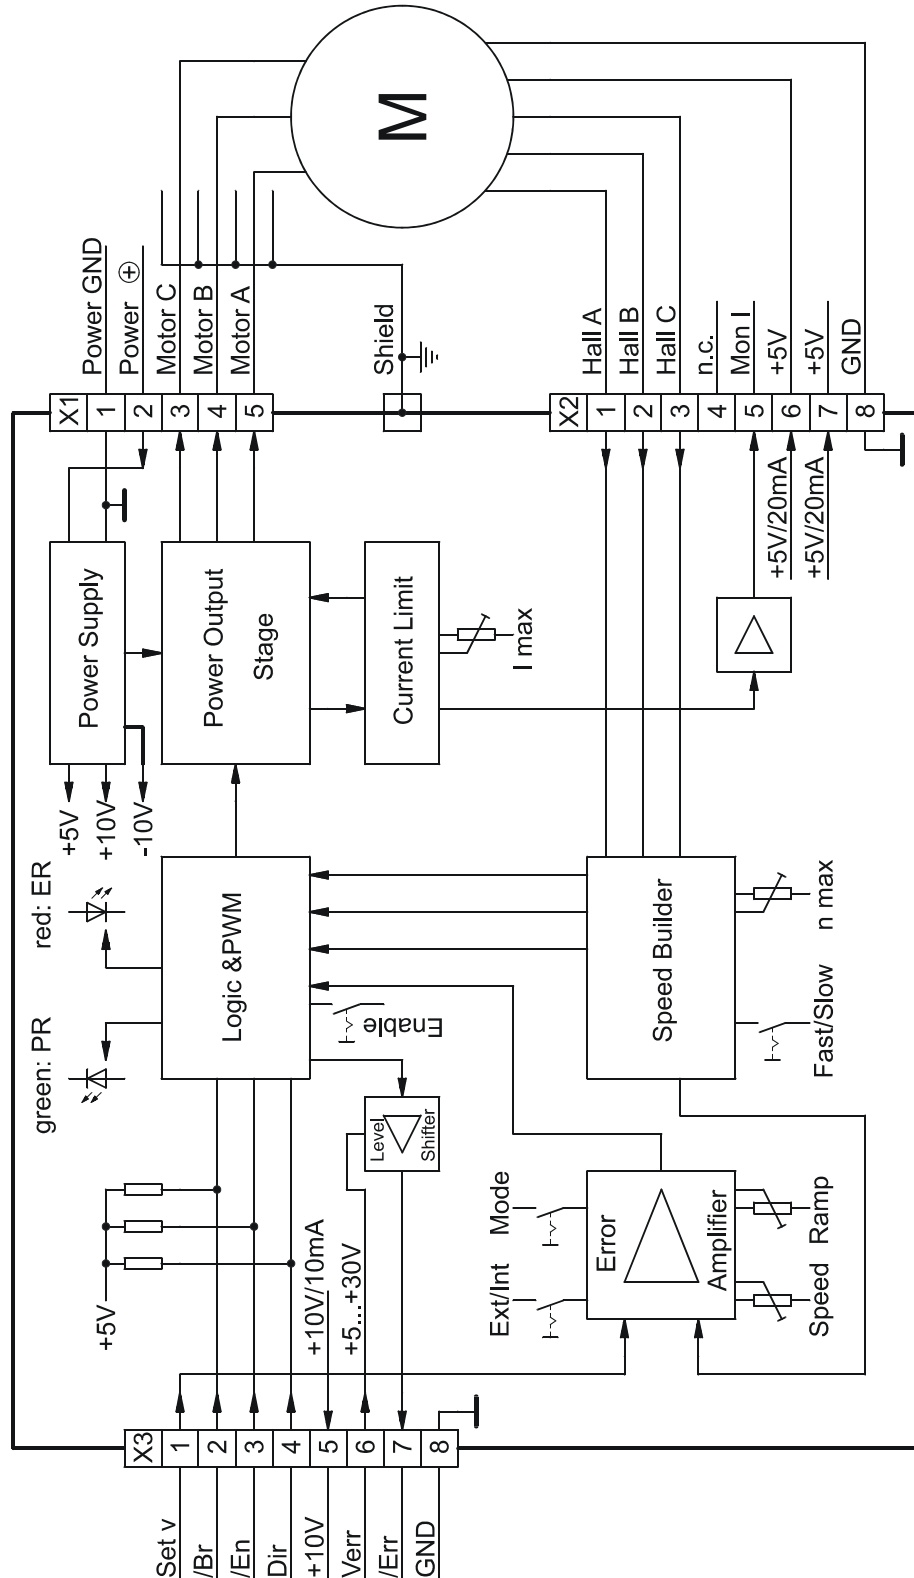 X3
1
2
3
4
5
6
7
8
Set v
/Br
/En
Dir
+10V
Verr
/Err
GND
+5V
+10V/10mA
+5...+30V
green: PR
red: ER
+5V
+10V
-10V
Power Supply
Logic &PWM
Enable
Level
Shifter
Power Output
Stage
Current Limit
I max
Ext/Int
Mode
Error
Amplifier
Speed
Ramp
Speed Builder
Fast/Slow
n max
+5V/20mA
+5V/20mA
X1
1
2
3
4
5
Power GND
Power +
Motor C
Motor B
Motor A
Shield
X2
1
2
3
4
5
6
7
8
Hall A
Hall B
Hall C
n.c.
Mon I
+5V
+5V
GND
M